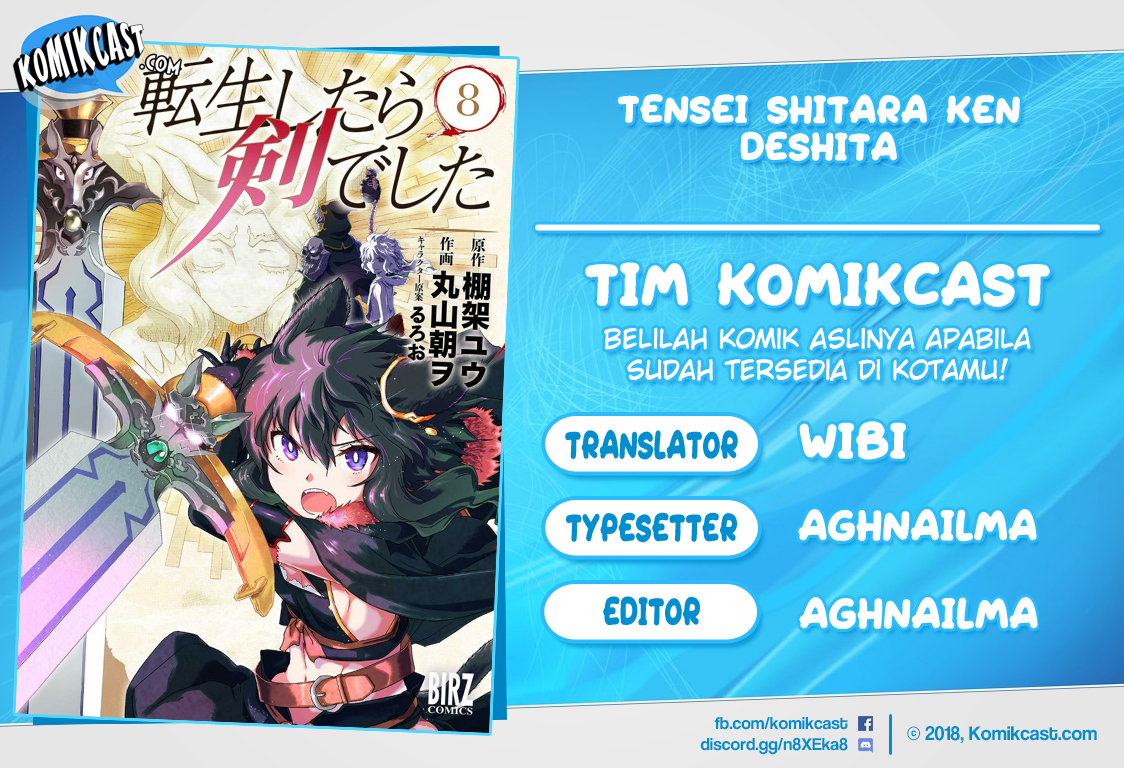 KOMIKCAST
.COM
転生したら
剣でした
8
原作 棚架ユウ
作画 丸山朝ヲ
キャラクター原案 るろお
BIRZ
COMICS
TENSEI SHITARA KEN
DESHITA
TIM KOMIKCAST
BELILAH KOMIK ASLINYA APABILA
SUDAH TERSEDIA DI KOTAMU!
TRANSLATOR WIBI
TYPESETTER AGHNAILMA
EDITOR AGHNAILMA
fb.com/komikcast
discord.gg/n8XEka8
© 2018, Komikcast.com